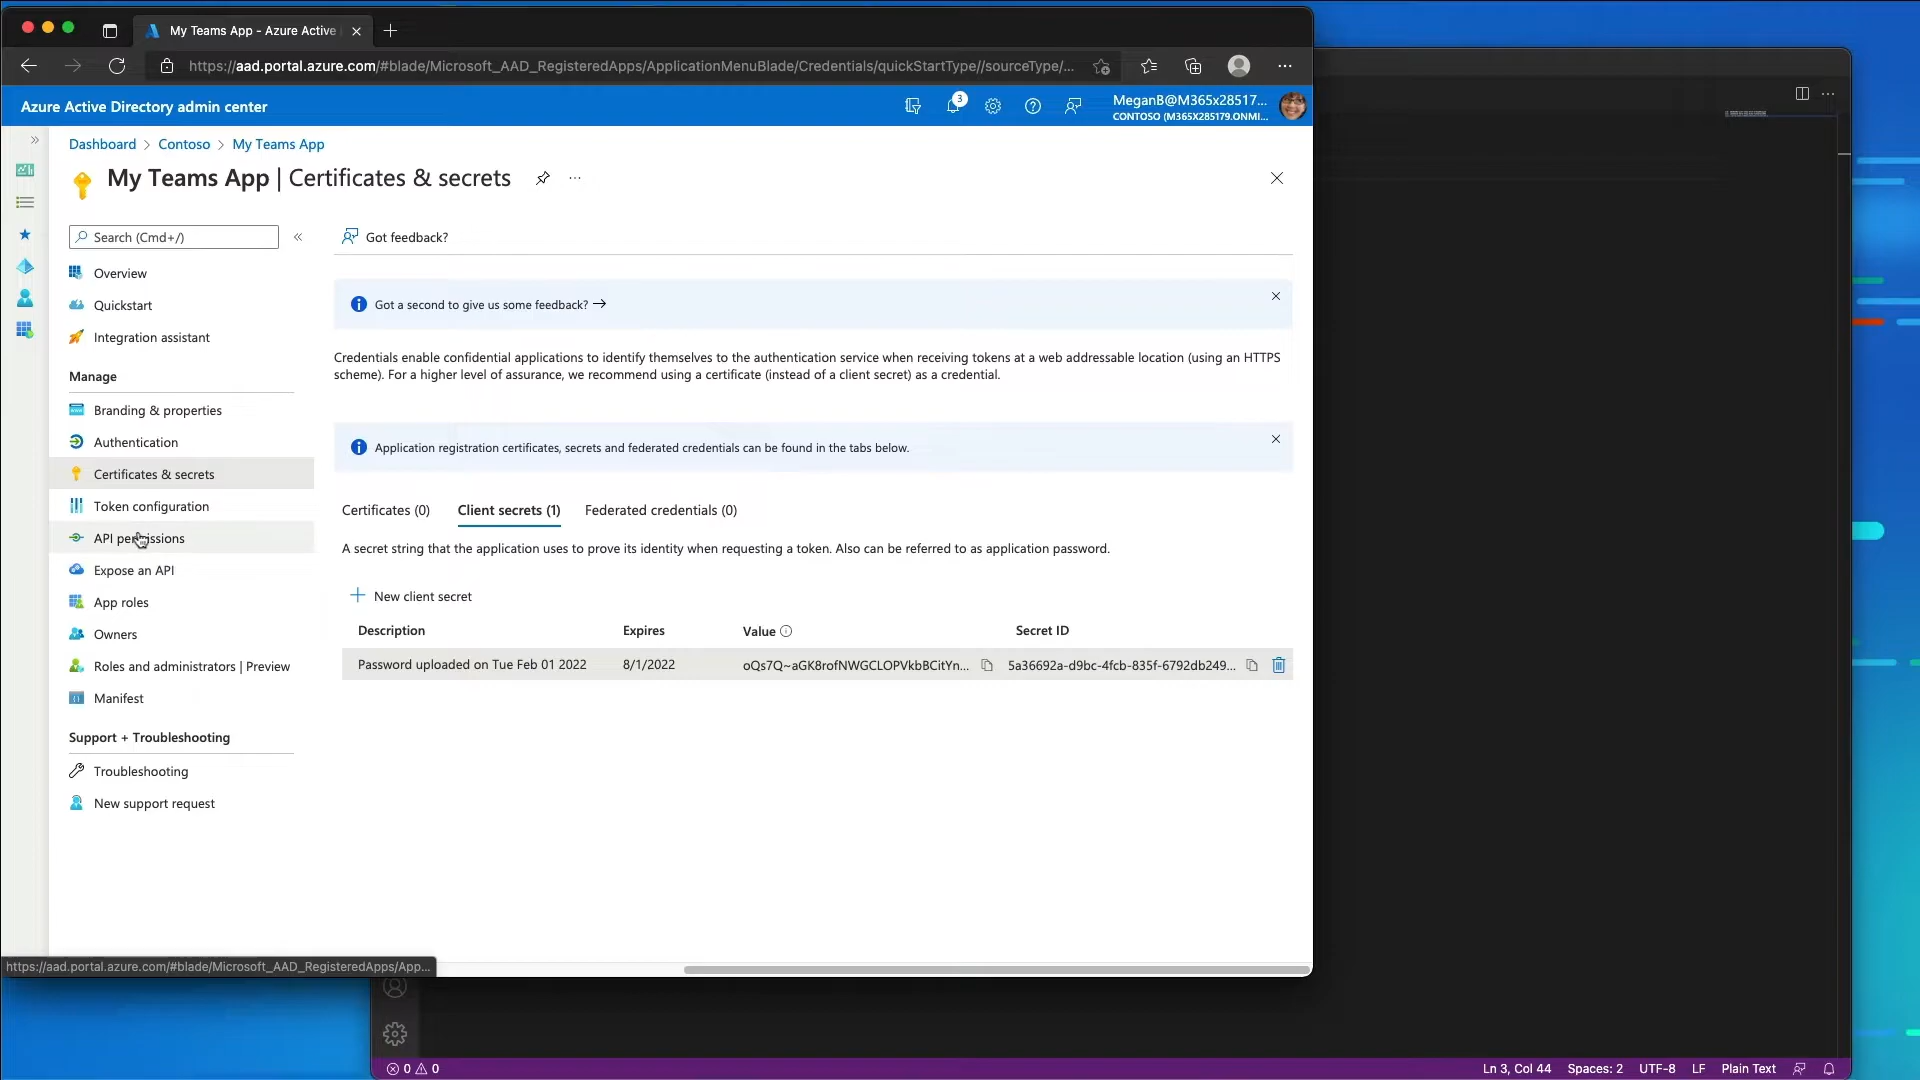 My Teams App - Azure Active
https://aad.portal.azure.com/#blade/Microsoft_AAD_RegisteredApps/ApplicationMenuBlade/Credentials/quickStartType//sourceType/...
Azure Active Directory admin center
3
MeganB@M365x28517...
CONTOSO (M365X285179.ONMI...
Dashboard > Contoso > My Teams App
My Teams App | Certificates & secrets
Search (Cmd+/)
Got feedback?
Overview
Quickstart
Integration assistant
Manage
Branding & properties
Authentication
Certificates & secrets
Token configuration
API permissions
Expose an API
App roles
Owners
Roles and administrators | Preview
Manifest
Support + Troubleshooting
Troubleshooting
New support request
Got a second to give us some feedback?
Credentials enable confidential applications to identify themselves to the authentication service when receiving tokens at a web addressable location (using an HTTPS
scheme). For a higher level of assurance, we recommend using a certificate (instead of a client secret) as a credential.
Application registration certificates, secrets and federated credentials can be found in the tabs below.
Certificates (0) Client secrets (1) Federated credentials (0)
A secret string that the application uses to prove its identity when requesting a token. Also can be referred to as application password.
New client secret
Description Expires Value Secret ID
Password uploaded on Tue Feb 01 2022 8/1/2022 oQs7Q~aGK8rofNWGCLOPVkbBCitYn... 5a36692a-d9bc-4fcb-835f-6792db249...
https://aad.portal.azure.com/#blade/Microsoft_AAD_RegisteredApps/App...
0 0 Ln 3, Col 44 Spaces: 2 UTF-8 LF Plain Text